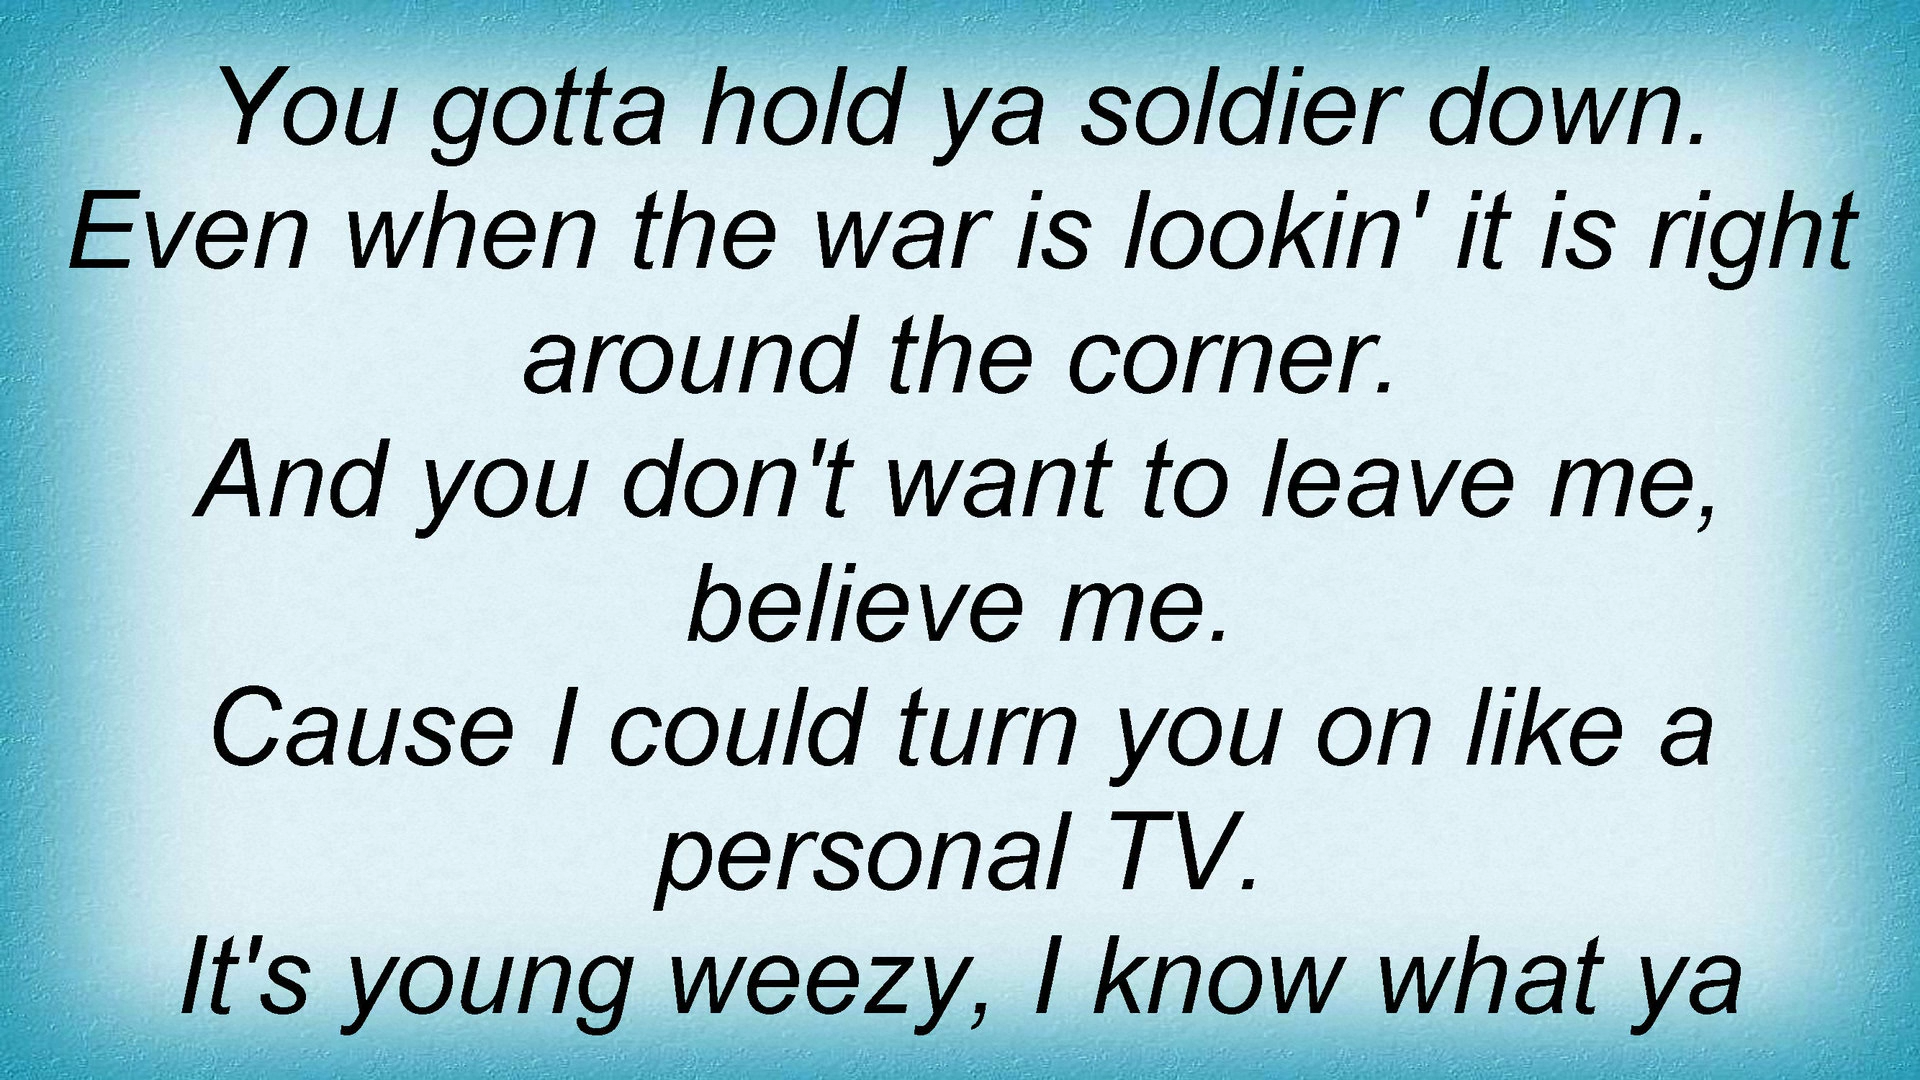 You gotta hold ya soldier down.
Even when the war is lookin' it is right
around the corner.
And you don't want to leave me,
believe me.
Cause I could turn you on like a
personal TV.
It's young weezy, I know what ya